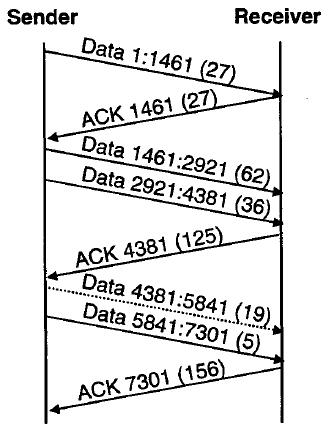 Sender Receiver
Data 1:1461 (27)
ACK 1461 (27)
Data 1461:2921 (62)
Data 2921:4381 (36)
ACK 4381 (125)
Data 4381:5841 (19)
Data 5841:7301 (5)
ACK 7301 (156)